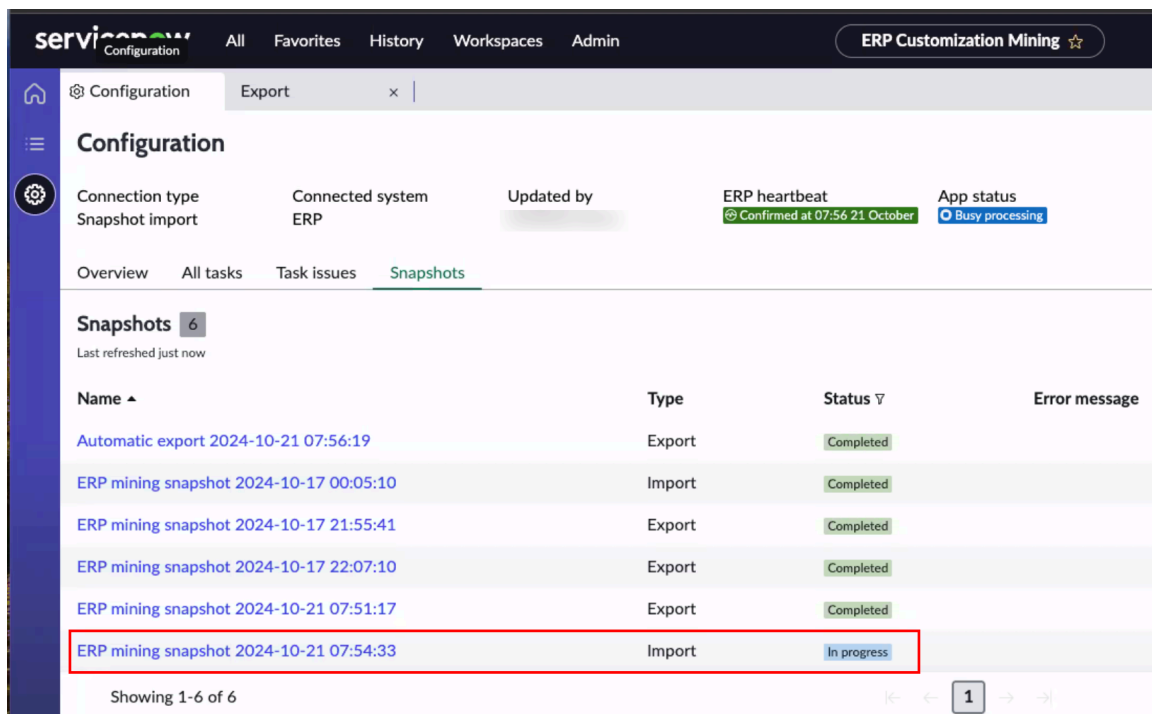 servicenow All Favorites History Workspaces Admin ERP Customization Mining
Configuration
Configuration Export ×
Configuration
Connection type Connected system Updated by ERP heartbeat App status
Snapshot import ERP Confirmed at 07:56 21 October Busy processing
Overview All tasks Task issues Snapshots
Snapshots 6
Last refreshed just now
Name Type Status Error message
Automatic export 2024-10-21 07:56:19 Export Completed
ERP mining snapshot 2024-10-17 00:05:10 Import Completed
ERP mining snapshot 2024-10-17 21:55:41 Export Completed
ERP mining snapshot 2024-10-17 22:07:10 Export Completed
ERP mining snapshot 2024-10-21 07:51:17 Export Completed
ERP mining snapshot 2024-10-21 07:54:33 Import In progress
Showing 1-6 of 6 1